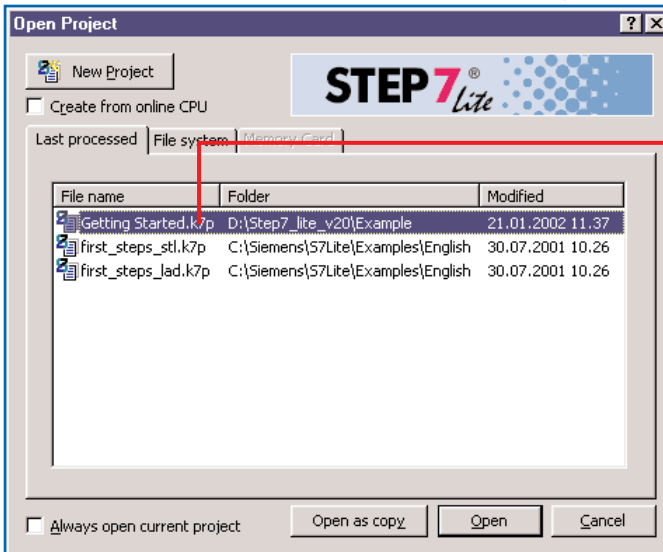 Open Project
New Project
Create from online CPU
STEP 7® Lite
Last processed File system Memory Card
File name Folder Modified
Getting Started.k7p D:\Step7_lite_v20\Example 21.01.2002 11.37
first_steps_stl.k7p C:\Siemens\S7Lite\Examples\English 30.07.2001 10.26
first_steps_lad.k7p C:\Siemens\S7Lite\Examples\English 30.07.2001 10.26
Always open current project Open as copy Open Cancel